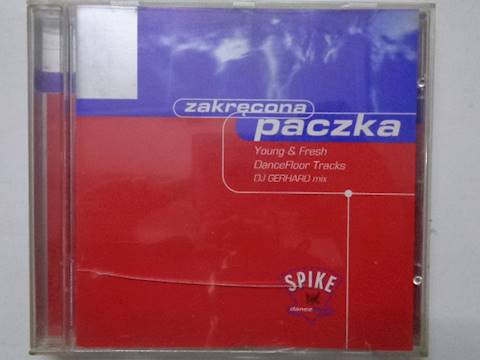 zakręcona
paczka
Young & Fresh
DanceFloor Tracks
DJ GERHARD mix
SPIKE
dance